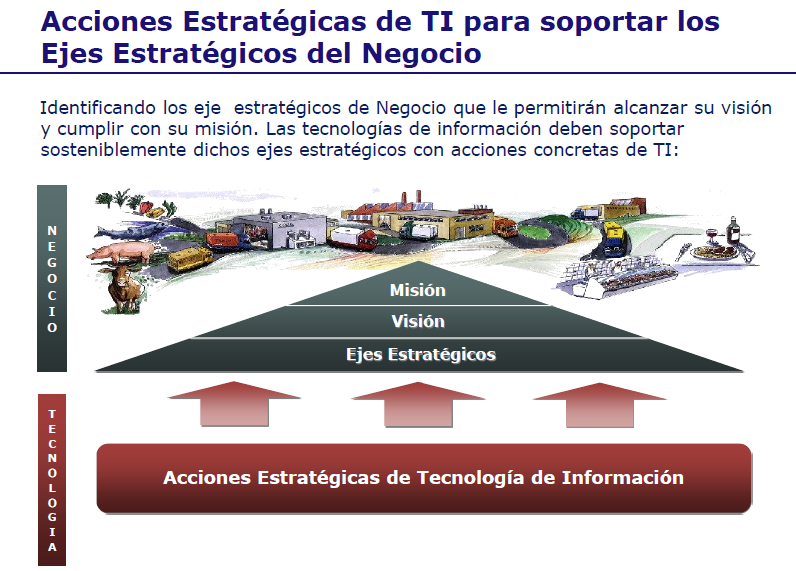 Acciones Estratégicas de TI para soportar los
Ejes Estratégicos del Negocio
Identificando los eje  estratégicos de Negocio que le permitirán alcanzar su visión
y cumplir con su misión. Las tecnologías de información deben soportar
sosteniblemente dichos ejes estratégicos con acciones concretas de TI:
NEGOCIO
Misión
Visión
Ejes Estratégicos
TECNOLOGIA
Acciones Estratégicas de Tecnología de Información